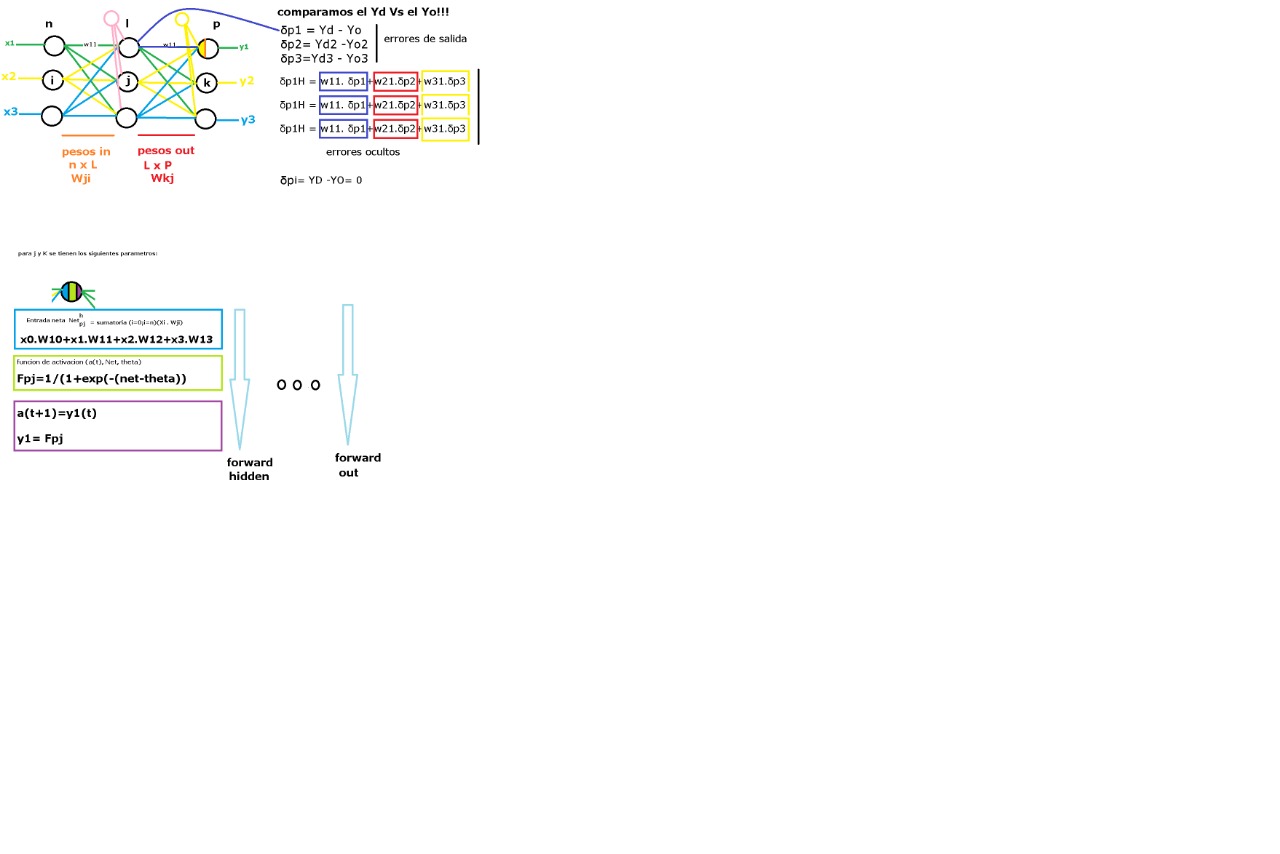 n l p
x1 w11 w11 y1
x2 i j k y2
x3 y3
pesos in
n x L
Wji
pesos out
L x P
Wkj
comparamos el Yd Vs el Yo!!!
δp1 = Yd - Yo
δp2= Yd2 -Yo2
δp3=Yd3 - Yo3
errores de salida
δp1H = w11. δp1+w21.δp2+w31.δp3
δp1H = w11. δp1+w21.δp2+w31.δp3
δp1H = w11. δp1+w21.δp2+w31.δp3
errores ocultos
δpi= YD -YO= 0
para j y K se tienen los siguientes parametros:
Entrada neta Net h pj = sumatoria (i=0;i=n)(Xi . Wji)
x0.W10+x1.W11+x2.W12+x3.W13
funcion de activacion (a(t), Net, theta)
Fpj=1/(1+exp(-(net-theta))
a(t+1)=y1(t)
y1= Fpj
forward
hidden
o o o
forward
out